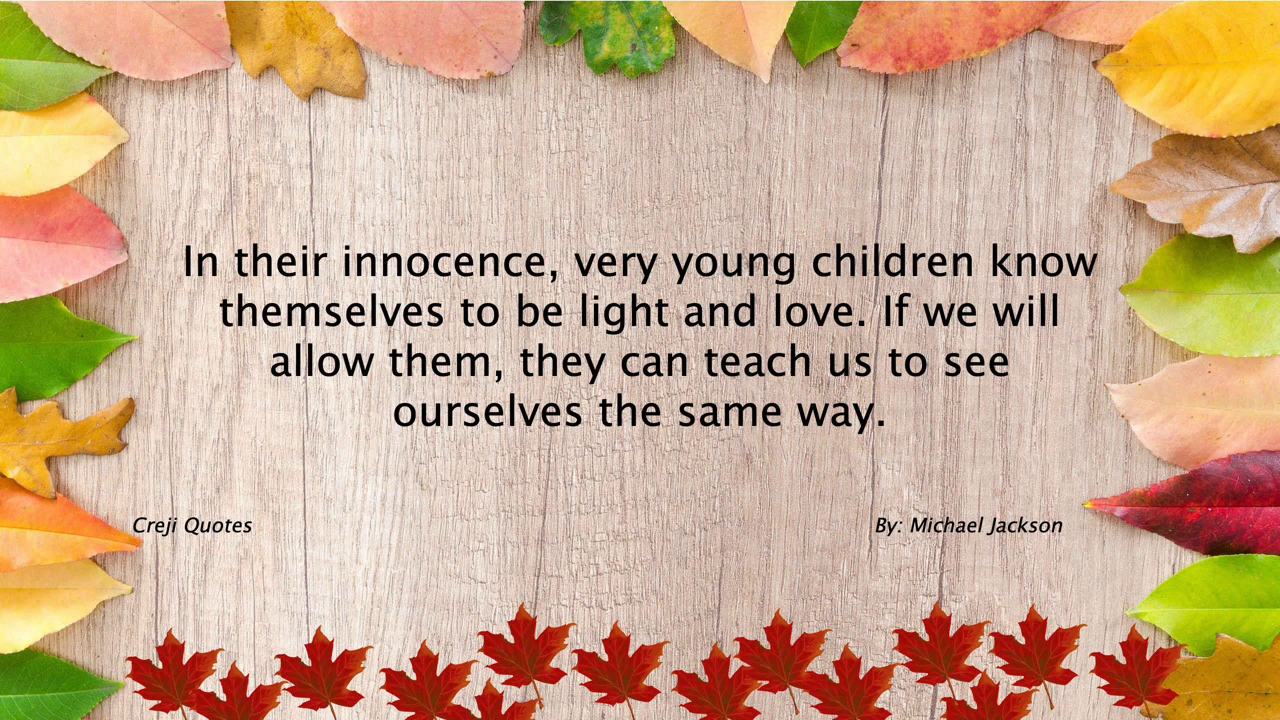 In their innocence, very young children know
themselves to be light and love. If we will
allow them, they can teach us to see
ourselves the same way.
Creji Quotes
By: Michael Jackson